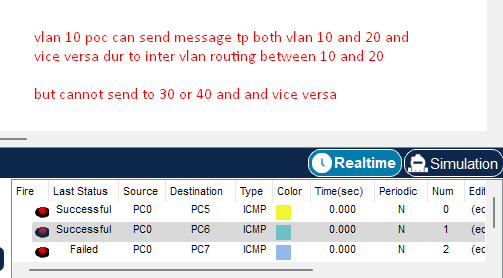 vlan 10 poc can send message tp both vlan 10 and 20 and
vice versa dur to inter vlan routing between 10 and 20
but cannot send to 30 or 40 and and vice versa
Realtime Simulation
Fire Last Status Source Destination Type Color Time(sec) Periodic Num Edit
Successful PC0 PC5 ICMP 0.000 N 0 (ec
Successful PC0 PC6 ICMP 0.000 N 1 (ec
Failed PC0 PC7 ICMP 0.000 N 2 (ec